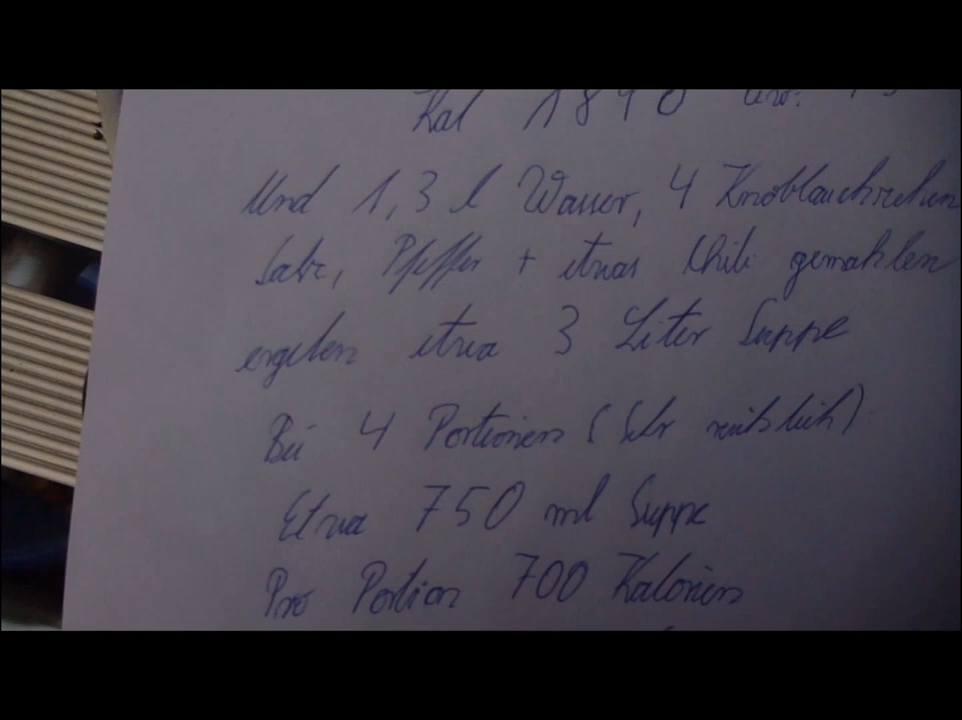 Kal 1840
Und 1,3 l Wasser, 4 Knoblauchzehen
Salz, Pfeffer + etwas Chili gemahlen
ergeben etwa 3 Liter Suppe
Bei 4 Portionen (Sehr reichlich)
Etwa 750 ml Suppe
Pro Portion 700 Kalorien